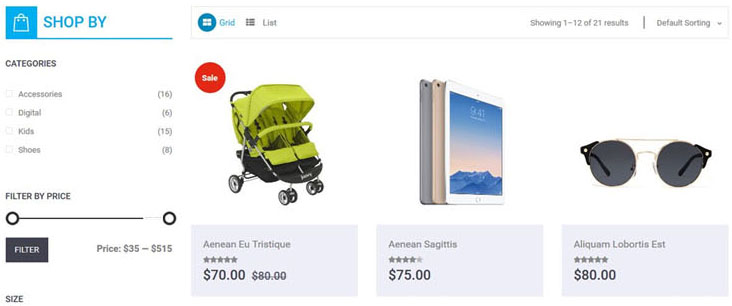 SHOP BY
CATEGORIES
Accessories (16)
Digital (6)
Kids (15)
Shoes (8)
FILTER BY PRICE
FILTER Price: $35 — $515
SIZE
Grid List Showing 1–12 of 21 results Default Sorting
Sale
Aenean Eu Tristique
$70.00 $80.00
Aenean Sagittis
$75.00
Aliquam Lobortis Est
$80.00